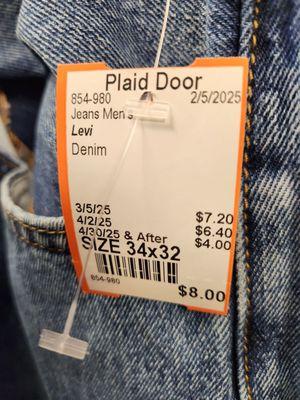 Plaid Door
854-980 2/5/2025
Jeans Men's
Levi
Denim
3/5/25 $7.20
4/2/25 $6.40
4/30/25 & After $4.00
SIZE 34x32
854-980
$8.00